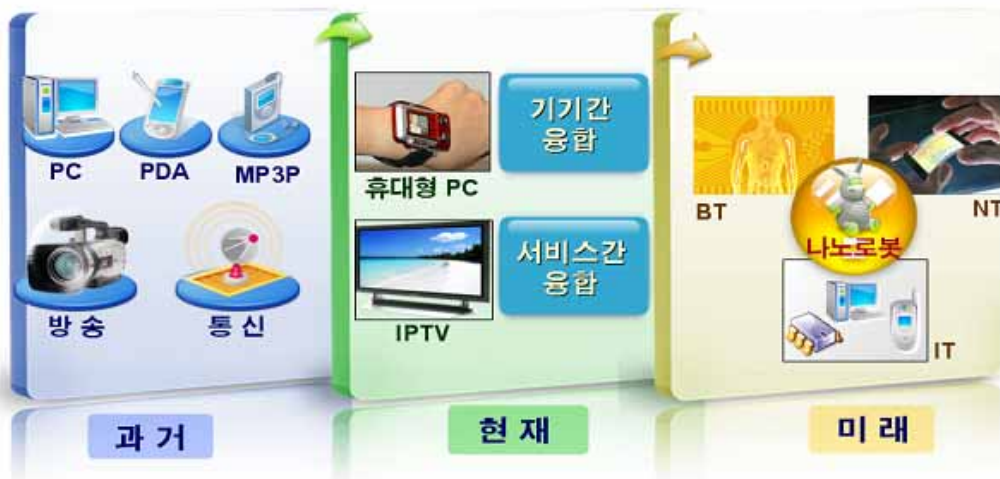 PC
PDA
MP3P
방 송
통 신
과 거
휴대형 PC
기기간
융합
IPTV
서비스간
융합
현 재
BT
NT
나노로봇
IT
미 래